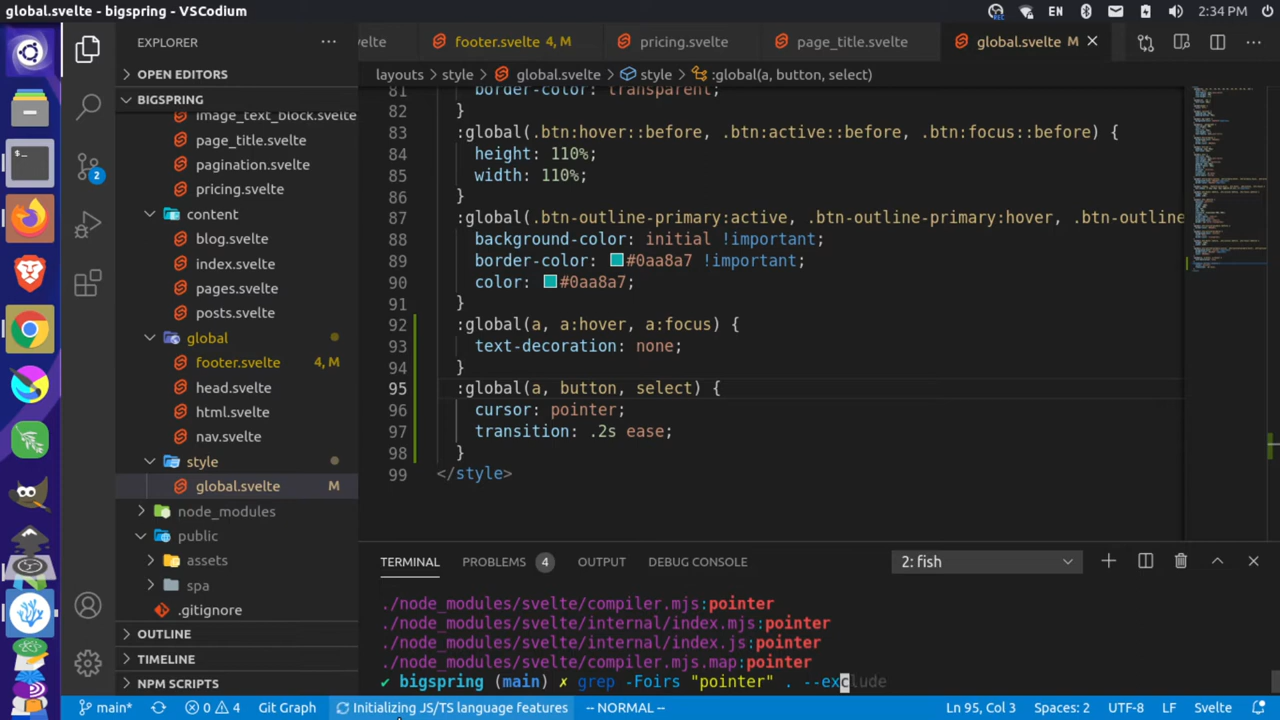 global.svelte - bigspring - VSCodium
EN
2:34 PM
EXPLORER
OPEN EDITORS
BIGSPRING
image_text_block.svelte
page_title.svelte
pagination.svelte
pricing.svelte
content
blog.svelte
index.svelte
pages.svelte
posts.svelte
global
footer.svelte 4, M
head.svelte
html.svelte
nav.svelte
style
global.svelte M
node_modules
public
assets
spa
.gitignore
OUTLINE
TIMELINE
NPM SCRIPTS
2
elte
footer.svelte 4, M
pricing.svelte
page_title.svelte
global.svelte M
layouts > style > global.svelte > style > :global(a, button, select)
81 border-color: transparent;
82 }
83 :global(.btn:hover::before, .btn:active::before, .btn:focus::before) {
84 height: 110%;
85 width: 110%;
86 }
87 :global(.btn-outline-primary:active, .btn-outline-primary:hover, .btn-outline
88 background-color: initial !important;
89 border-color: #0aa8a7 !important;
90 color: #0aa8a7;
91 }
92 :global(a, a:hover, a:focus) {
93 text-decoration: none;
94 }
95 :global(a, button, select) {
96 cursor: pointer;
97 transition: .2s ease;
98 }
99 </style>
TERMINAL PROBLEMS 4 OUTPUT DEBUG CONSOLE 2: fish
./node_modules/svelte/compiler.mjs:pointer
./node_modules/svelte/internal/index.mjs:pointer
./node_modules/svelte/internal/index.js:pointer
./node_modules/svelte/compiler.mjs.map:pointer
✔ bigspring (main) ✗ grep -Foirs "pointer" . --exclude
main* 0 4 Git Graph Initializing JS/TS language features -- NORMAL -- Ln 95, Col 3 Spaces: 2 UTF-8 LF Svelte